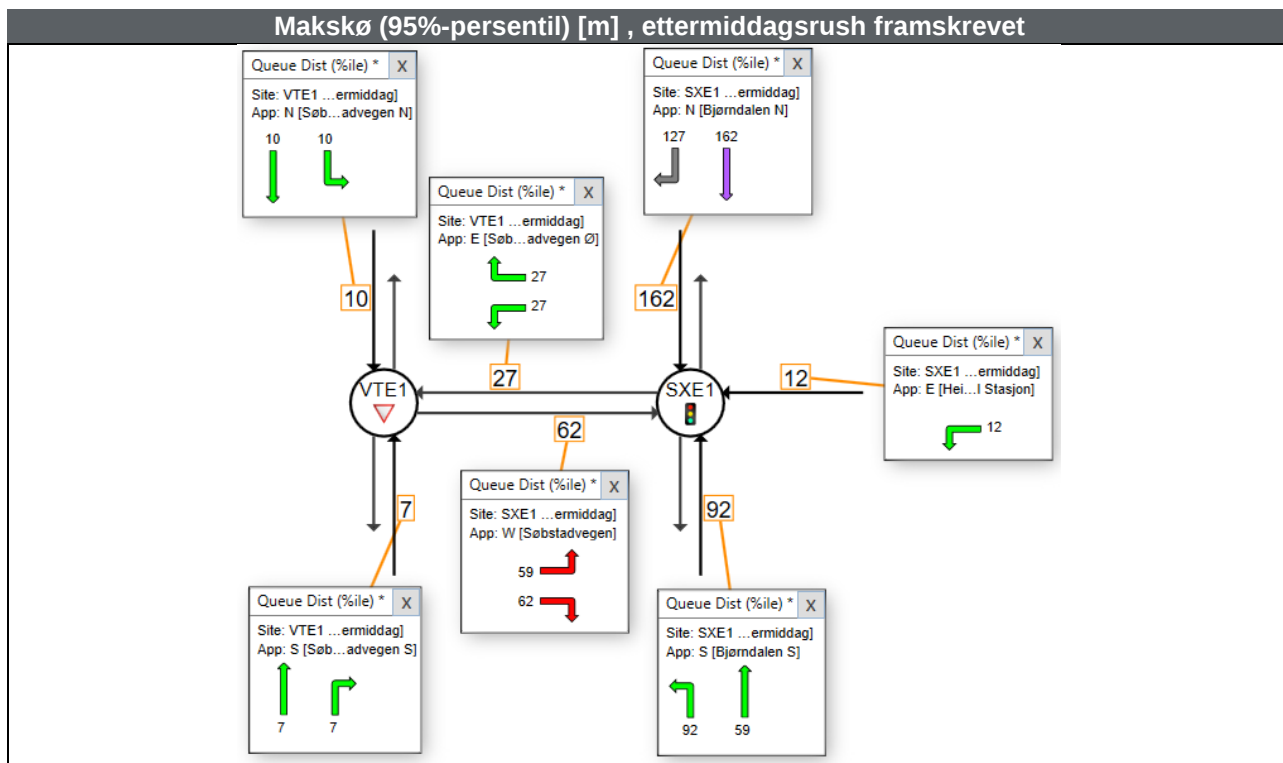 Makskø (95%-persentil) [m] , ettermiddagsrush framskrevet
Queue Dist (%ile) * X
Site: VTE1 ...ermiddag]
App: N [Søb...advegen N]
10 10
Queue Dist (%ile) * X
Site: SXE1 ...ermiddag]
App: N [Bjørndalen N]
127 162
Queue Dist (%ile) * X
Site: VTE1 ...ermiddag]
App: E [Søb...advegen Ø]
27
27
10
162
Queue Dist (%ile) * X
Site: SXE1 ...ermiddag]
App: E [Hei...l Stasjon]
12
VTE1
27
SXE1
12
62
7
92
Queue Dist (%ile) * X
Site: SXE1 ...ermiddag]
App: W [Søbstadvegen]
59
62
Queue Dist (%ile) * X
Site: VTE1 ...ermiddag]
App: S [Søb...advegen S]
7 7
Queue Dist (%ile) * X
Site: SXE1 ...ermiddag]
App: S [Bjørndalen S]
92 59